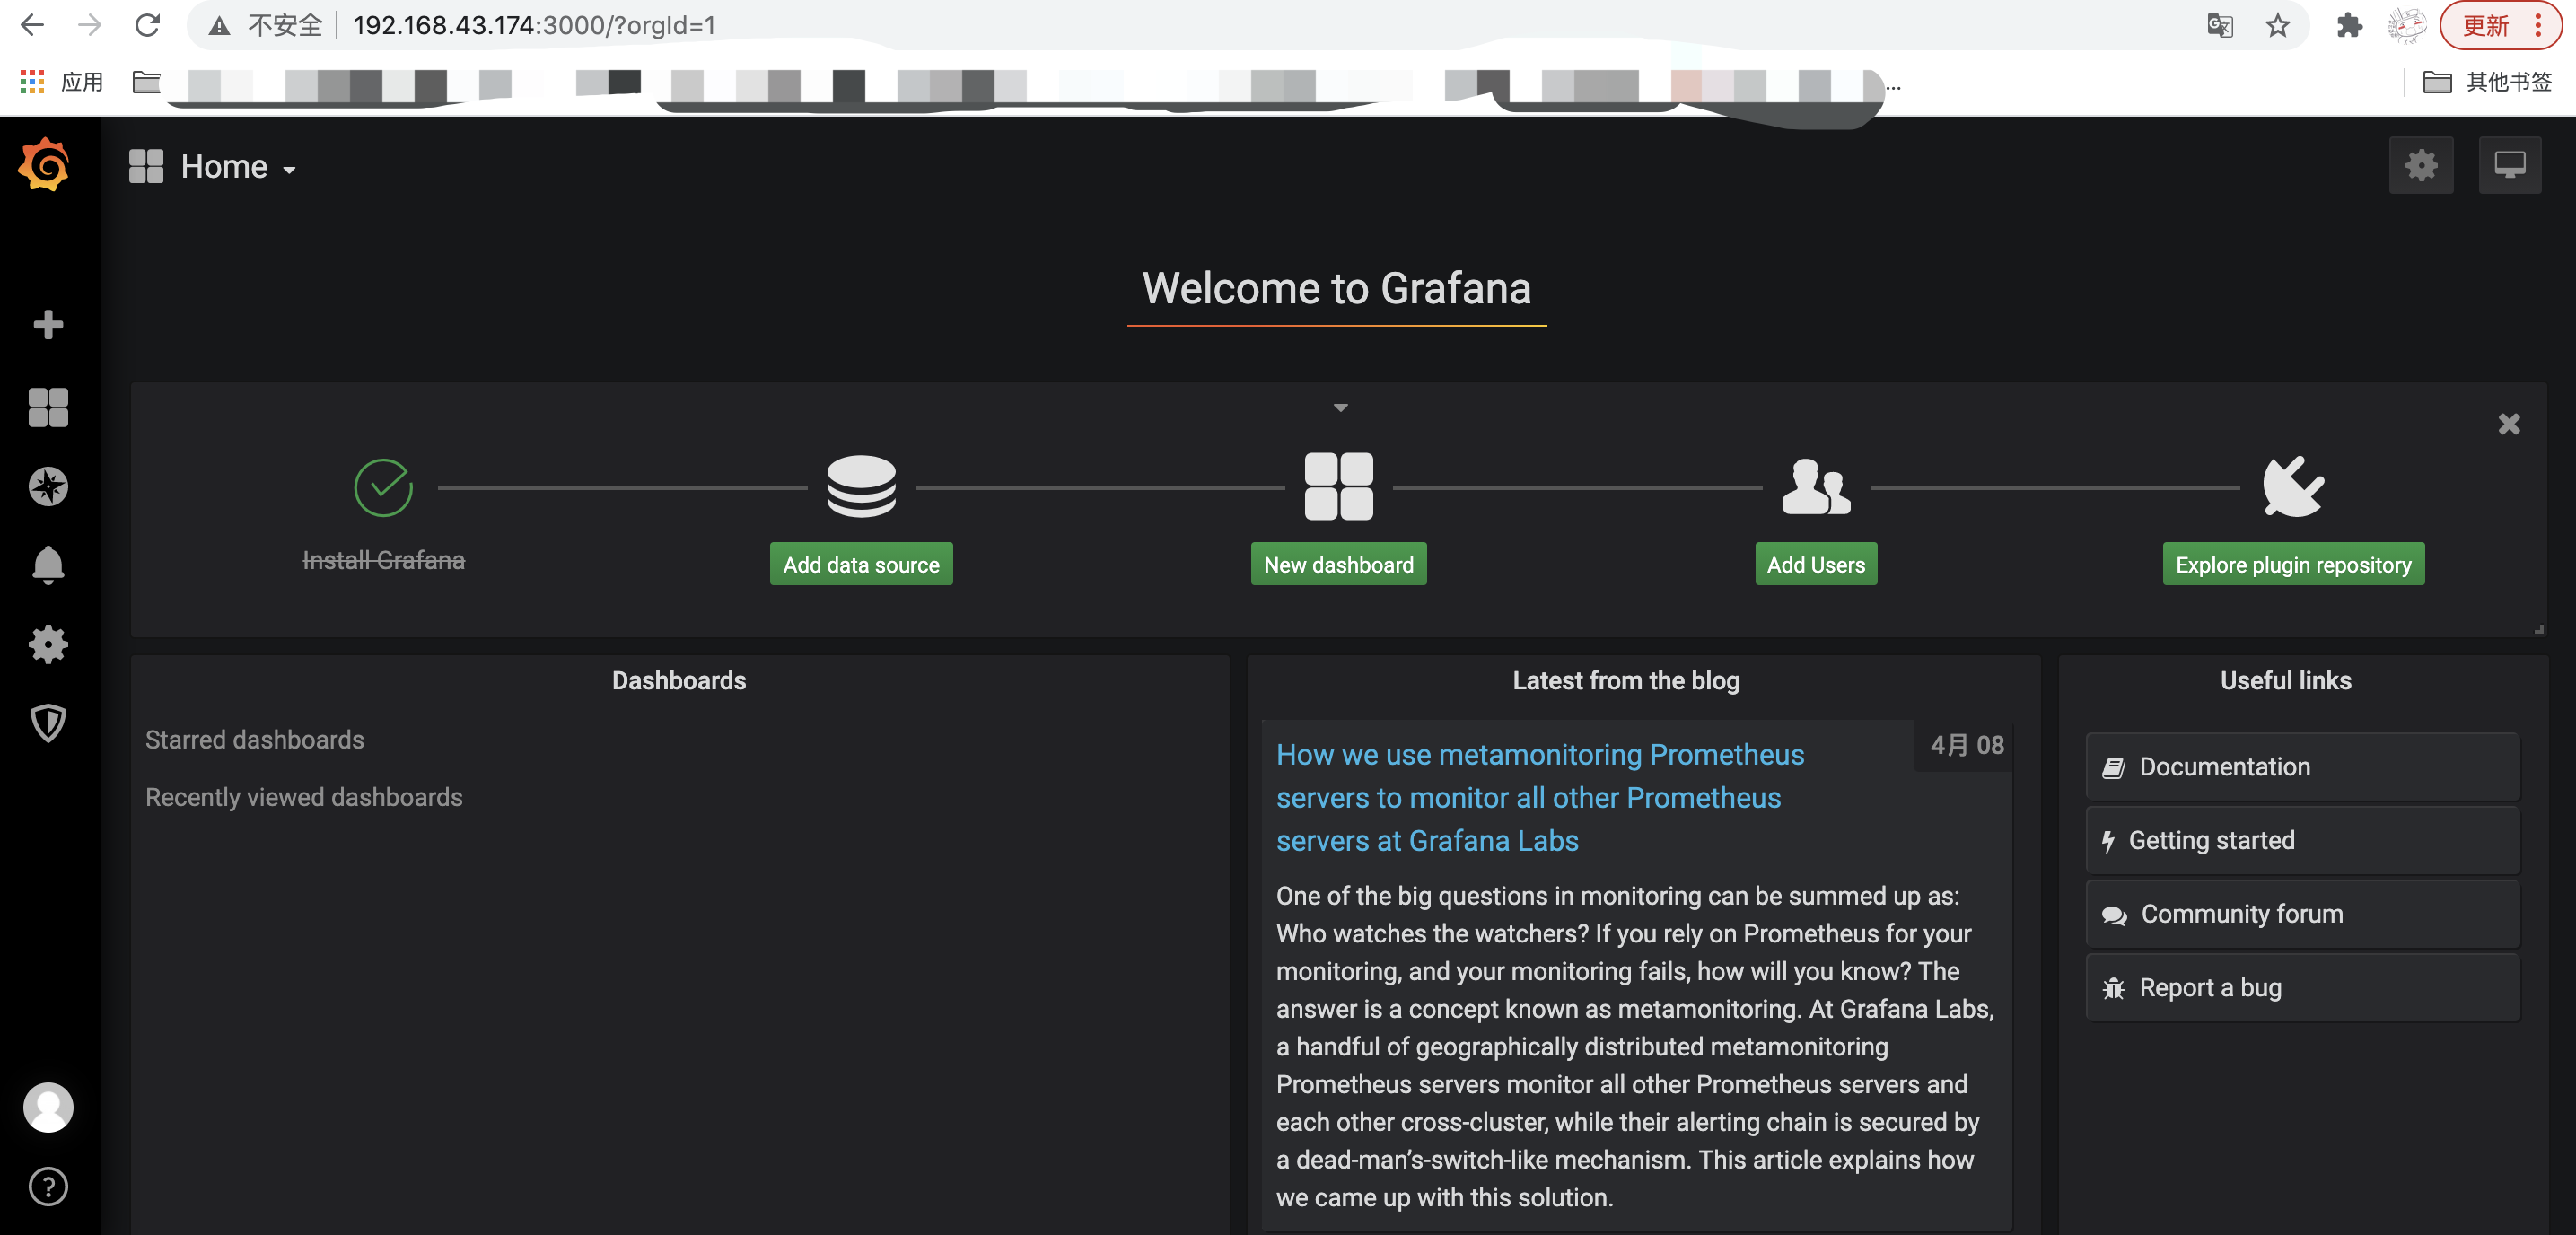 不安全 192.168.43.174:3000/?orgId=1
更新
应用
...
其他书签
Home
Welcome to Grafana
Install Grafana
Add data source
New dashboard
Add Users
Explore plugin repository
Dashboards
Starred dashboards
Recently viewed dashboards
Latest from the blog
How we use metamonitoring Prometheus
servers to monitor all other Prometheus
servers at Grafana Labs
4月 08
One of the big questions in monitoring can be summed up as:
Who watches the watchers? If you rely on Prometheus for your
monitoring, and your monitoring fails, how will you know? The
answer is a concept known as metamonitoring. At Grafana Labs,
a handful of geographically distributed metamonitoring
Prometheus servers monitor all other Prometheus servers and
each other cross-cluster, while their alerting chain is secured by
a dead-man’s-switch-like mechanism. This article explains how
we came up with this solution.
Useful links
Documentation
Getting started
Community forum
Report a bug